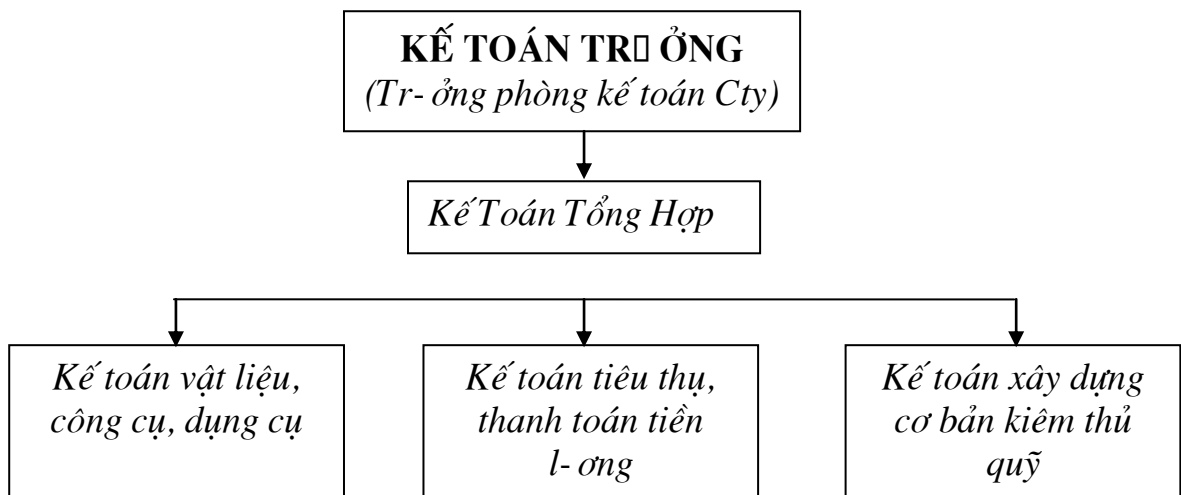 KẾ TOÁN TR□ ỞNG
(Tr- ởng phòng kế toán Cty)
Kế Toán Tổng Hợp
Kế toán vật liệu,
công cụ, dụng cụ
Kế toán tiêu thụ,
thanh toán tiền
l- ơng
Kế toán xây dựng
cơ bản kiêm thủ
quỹ